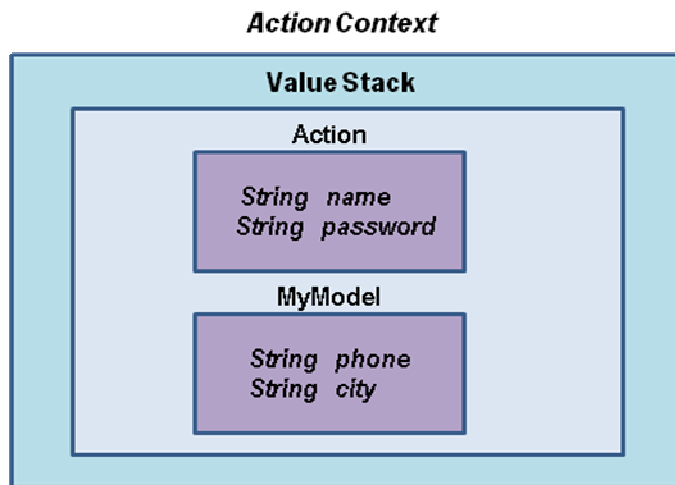 Action Context
Value Stack
Action
String name
String password
MyModel
String phone
String city